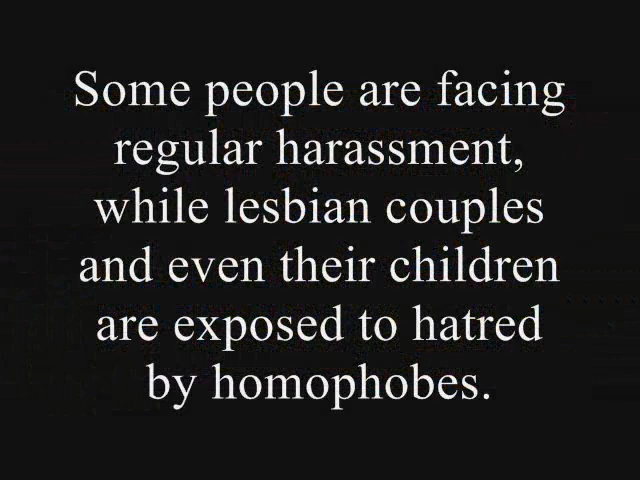 Some people are facing
regular harassment,
while lesbian couples
and even their children
are exposed to hatred
by homophobes.